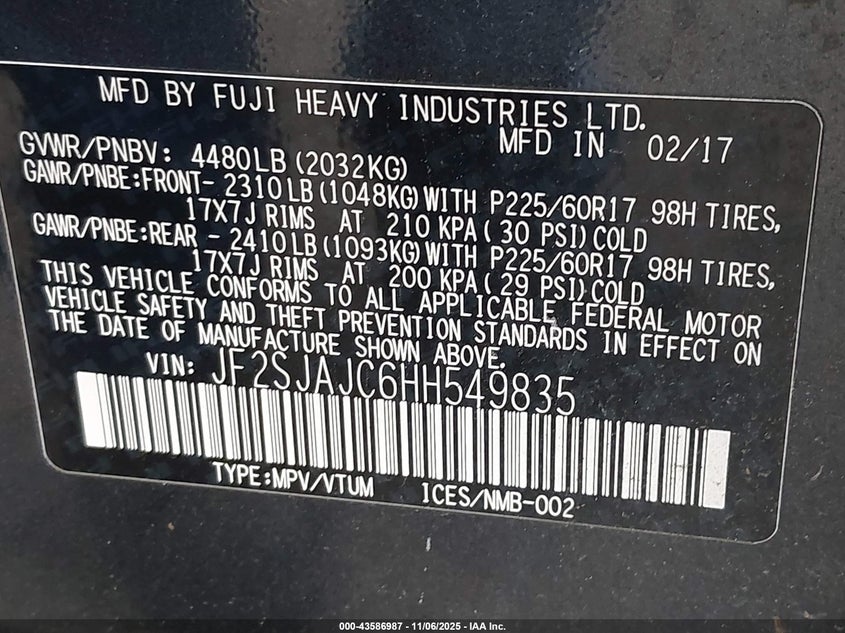 MFD BY FUJI HEAVY INDUSTRIES LTD.
MFD IN 02/17
GVWR/PNBV: 4480LB (2032KG)
GAWR/PNBE:FRONT- 2310LB (1048KG) WITH P225/60R17 98H TIRES,
17X7J RIMS AT 210 KPA ( 30 PSI) COLD
GAWR/PNBE:REAR - 2410LB (1093KG) WITH P225/60R17 98H TIRES,
17X7J RIMS AT 200 KPA ( 29 PSI) COLD
THIS VEHICLE CONFORMS TO ALL APPLICABLE FEDERAL MOTOR
VEHICLE SAFETY AND THEFT PREVENTION STANDARDS IN EFFECT ON
THE DATE OF MANUFACTURE SHOWN ABOVE.
VIN: JF2SJAJC6HH549835
TYPE:MPV/VTUM ICES/NMB-002
000-43586987 - 11/06/2025 - IAA Inc.